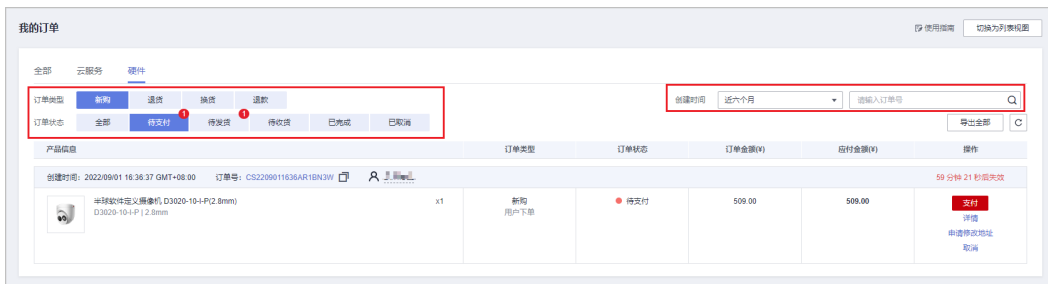 我的订单
使用指南 切换为列表视图
全部 云服务 硬件
订单类型 新购 退货 换货 退款
创建时间 近六个月 请输入订单号
订单状态 全部 待支付 1 待发货 1 待收货 已完成 已取消
导出全部
产品信息 订单类型 订单状态 订单金额(¥) 应付金额(¥) 操作
创建时间: 2022/09/01 16:36:37 GMT+08:00 订单号: CS2209011636AR1BN3W 59 分钟 21 秒后失效
半球软件定义摄像机 D3020-10-I-P(2.8mm) x1 新购 待支付 509.00 509.00 支付
D3020-10-I-P | 2.8mm 用户下单 详情
申请修改地址
取消